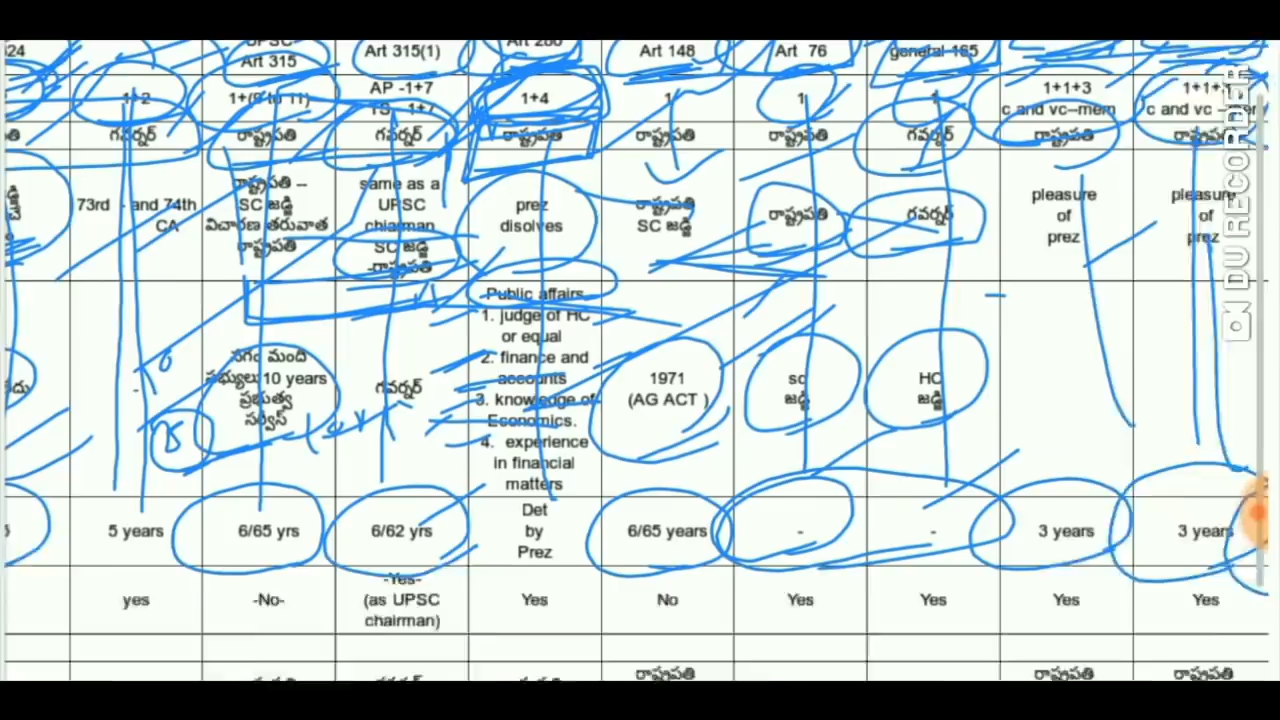 324
UPSC
Art 315
Art 315(1)
Art 280
Art 148
Art 76
general 165
1+2
1+(9 to 11)
AP -1+7
TS - 1+7
1+4
1
1
1
1+1+3
c and vc--mem
1+1+3
c and vc --mem
గవర్నర్
రాష్ట్రపతి
గవర్నర్
రాష్ట్రపతి
రాష్ట్రపతి
రాష్ట్రపతి
గవర్నర్
రాష్ట్రపతి
రాష్ట్రపతి
73rd - and 74th
CA
రాష్ట్రపతి --
SC జడ్జి
విచారణ తరువాత
రాష్ట్రపతి
same as a
UPSC
chiarman
SC జడ్జి
-రాష్ట్రపతి
prez
disolves
రాష్ట్రపతి
SC జడ్జి
రాష్ట్రపతి
గవర్నర్
pleasure
of
prez
pleasure
of
prez
-
సగం మంది
సభ్యులు 10 years
ప్రభుత్వ
సర్వీస్
గవర్నర్
Public affairs
1. judge of HC
or equal
2. finance and
accounts
3. knowledge of
Economics.
4. experience
in financial
matters
1971
(AG ACT )
sc
జడ్జి
HC
జడ్జి
5 years
6/65 yrs
6/62 yrs
Det
by
Prez
6/65 years
-
-
3 years
3 years
yes
-No-
-Yes-
(as UPSC
chairman)
Yes
No
Yes
Yes
Yes
Yes
రాష్ట్రపతి
రాష్ట్రపతి
రాష్ట్రపతి
DU RECORDER